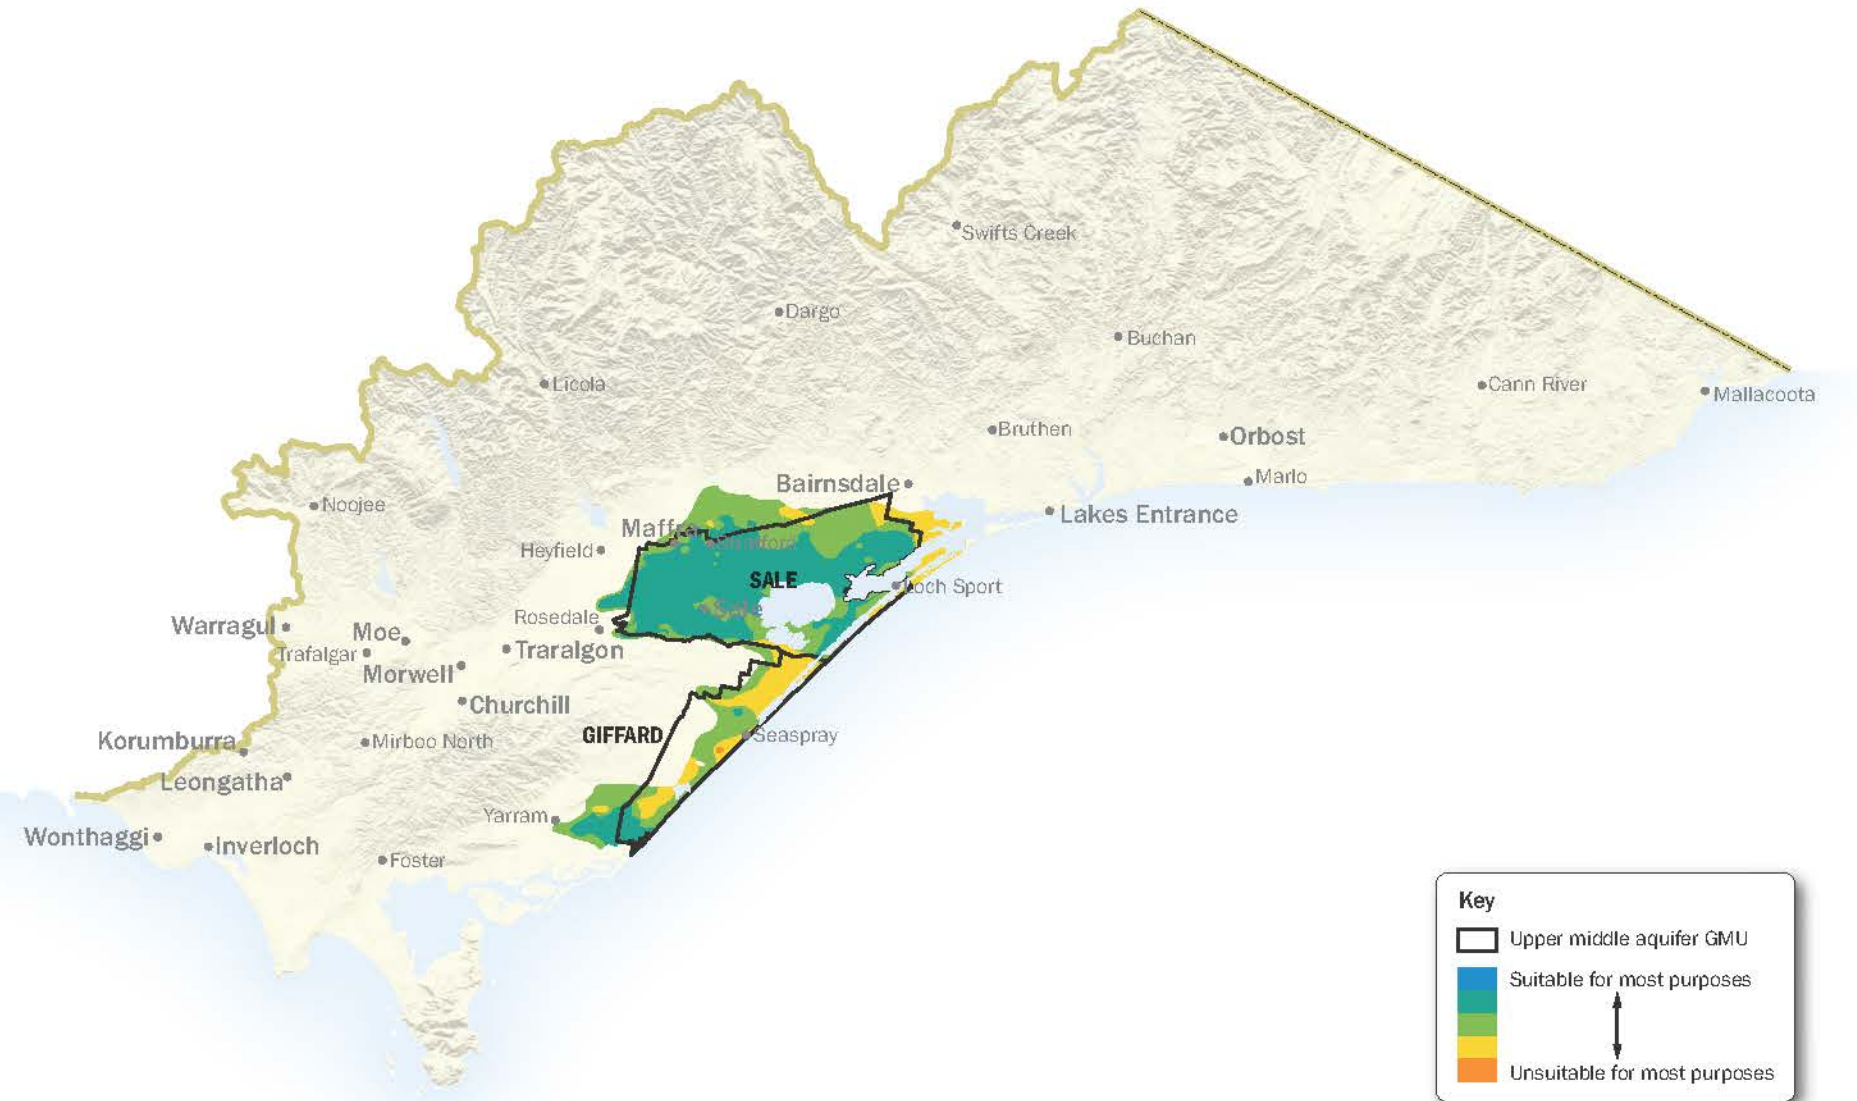 Swifts Creek
Dargo
Buchan
Licola
Cann River
Mallacoota
Bruthen
Orbost
Bairnsdale
Marlo
Noojee
Lakes Entrance
Maffra
Stratford
Heyfield
SALE
Loch Sport
Sale
Rosedale
Warragul
Moe
Trafalgar
Traralgon
Morwell
Churchill
GIFFARD
Seaspray
Korumburra
Mirboo North
Leongatha
Yarram
Wonthaggi
Inverloch
Foster
Key
Upper middle aquifer GMU
Suitable for most purposes
Unsuitable for most purposes